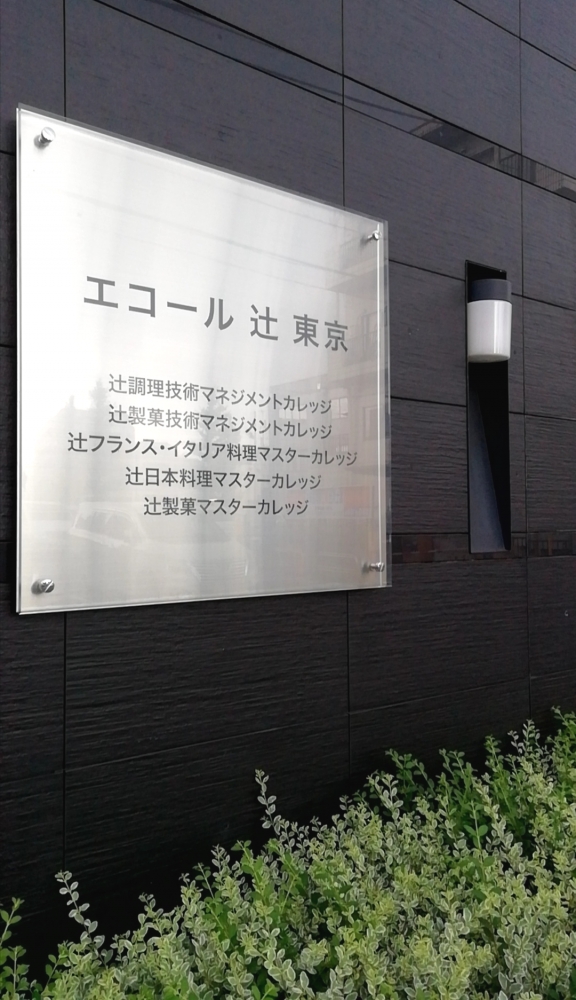 エコール 辻 東京
辻調理技術マネジメントカレッジ
辻製菓技術マネジメントカレッジ
辻フランス・イタリア料理マスターカレッジ
辻日本料理マスターカレッジ
辻製菓マスターカレッジ